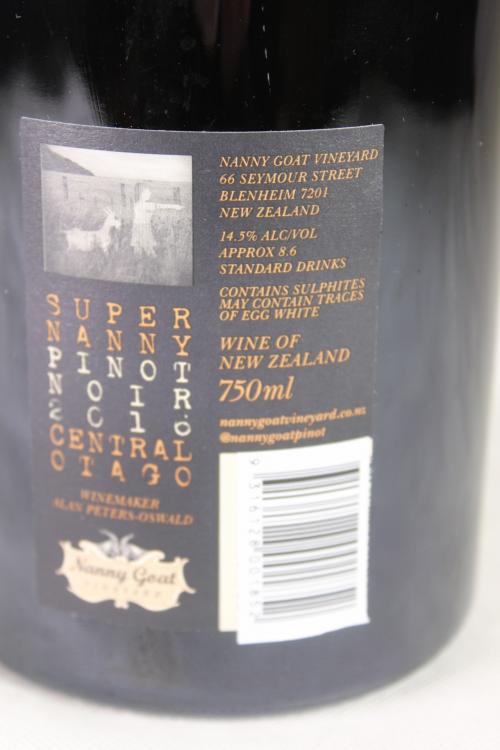 NANNY GOAT VINEYARD
66 SEYMOUR STREET
BLENHEIM 7201
NEW ZEALAND
14.5% ALC/VOL
APPROX 8.6
STANDARD DRINKS
CONTAINS SULPHITES
MAY CONTAIN TRACES
OF EGG WHITE
WINE OF
NEW ZEALAND
750ml
nannygoatvineyard.co.nz
@nannygoatpinot
SUPER
NANNY
PINOT
NOIR
CENTRAL
OTAGO
WINEMAKER
ALAN PETERS-OSWALD
Nanny Goat
VINEYARD